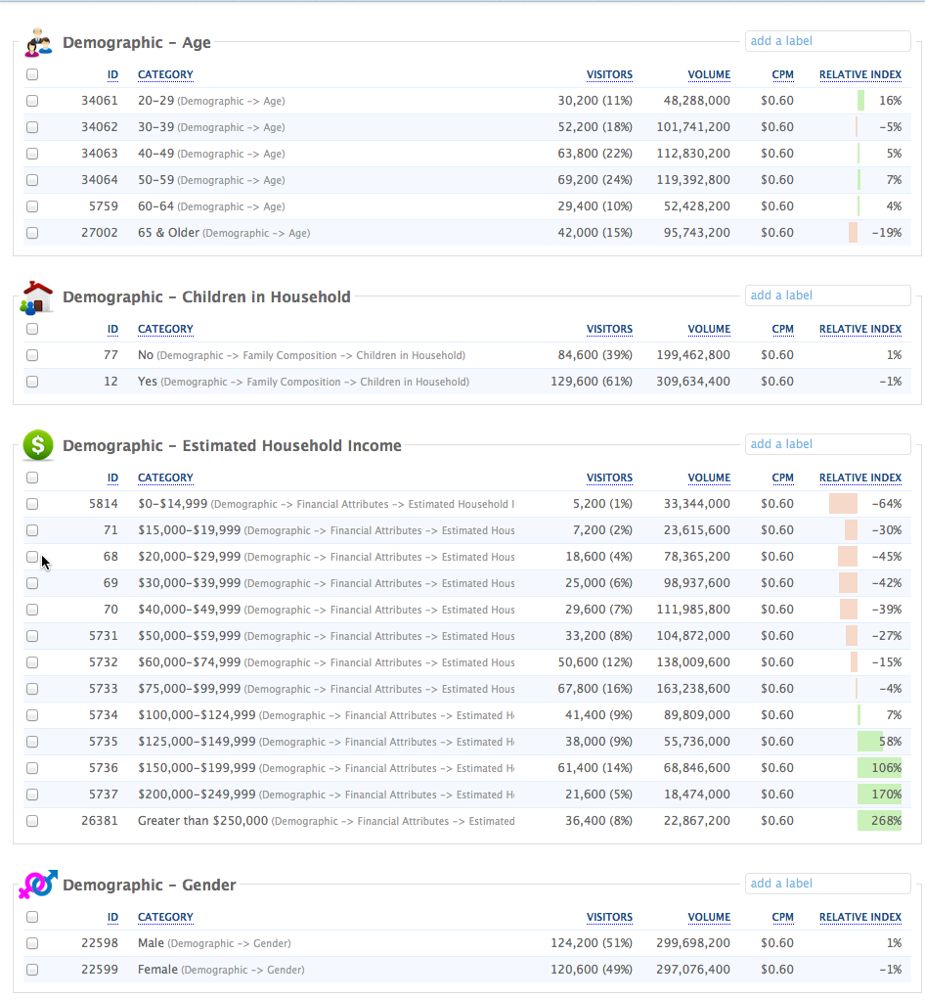 Demographic – Age add a label
ID CATEGORY VISITORS VOLUME CPM RELATIVE INDEX
34061 20–29 (Demographic -> Age) 30,200 (11%) 48,288,000 $0.60 16%
34062 30–39 (Demographic -> Age) 52,200 (18%) 101,741,200 $0.60 -5%
34063 40–49 (Demographic -> Age) 63,800 (22%) 112,830,200 $0.60 5%
34064 50–59 (Demographic -> Age) 69,200 (24%) 119,392,800 $0.60 7%
5759 60–64 (Demographic -> Age) 29,400 (10%) 52,428,200 $0.60 4%
27002 65 & Older (Demographic -> Age) 42,000 (15%) 95,743,200 $0.60 -19%
Demographic – Children in Household add a label
ID CATEGORY VISITORS VOLUME CPM RELATIVE INDEX
77 No (Demographic -> Family Composition -> Children in Household) 84,600 (39%) 199,462,800 $0.60 1%
12 Yes (Demographic -> Family Composition -> Children in Household) 129,600 (61%) 309,634,400 $0.60 -1%
Demographic – Estimated Household Income add a label
ID CATEGORY VISITORS VOLUME CPM RELATIVE INDEX
5814 $0–$14,999 (Demographic -> Financial Attributes -> Estimated Household I 5,200 (1%) 33,344,000 $0.60 -64%
71 $15,000–$19,999 (Demographic -> Financial Attributes -> Estimated Hous 7,200 (2%) 23,615,600 $0.60 -30%
68 $20,000–$29,999 (Demographic -> Financial Attributes -> Estimated Hous 18,600 (4%) 78,365,200 $0.60 -45%
69 $30,000–$39,999 (Demographic -> Financial Attributes -> Estimated Hous 25,000 (6%) 98,937,600 $0.60 -42%
70 $40,000–$49,999 (Demographic -> Financial Attributes -> Estimated Hous 29,600 (7%) 111,985,800 $0.60 -39%
5731 $50,000–$59,999 (Demographic -> Financial Attributes -> Estimated Hous 33,200 (8%) 104,872,000 $0.60 -27%
5732 $60,000–$74,999 (Demographic -> Financial Attributes -> Estimated Hous 50,600 (12%) 138,009,600 $0.60 -15%
5733 $75,000–$99,999 (Demographic -> Financial Attributes -> Estimated Hous 67,800 (16%) 163,238,600 $0.60 -4%
5734 $100,000–$124,999 (Demographic -> Financial Attributes -> Estimated H 41,400 (9%) 89,809,000 $0.60 7%
5735 $125,000–$149,999 (Demographic -> Financial Attributes -> Estimated H 38,000 (9%) 55,736,000 $0.60 58%
5736 $150,000–$199,999 (Demographic -> Financial Attributes -> Estimated H 61,400 (14%) 68,846,600 $0.60 106%
5737 $200,000–$249,999 (Demographic -> Financial Attributes -> Estimated H 21,600 (5%) 18,474,000 $0.60 170%
26381 Greater than $250,000 (Demographic -> Financial Attributes -> Estimated 36,400 (8%) 22,867,200 $0.60 268%
Demographic – Gender add a label
ID CATEGORY VISITORS VOLUME CPM RELATIVE INDEX
22598 Male (Demographic -> Gender) 124,200 (51%) 299,698,200 $0.60 1%
22599 Female (Demographic -> Gender) 120,600 (49%) 297,076,400 $0.60 -1%